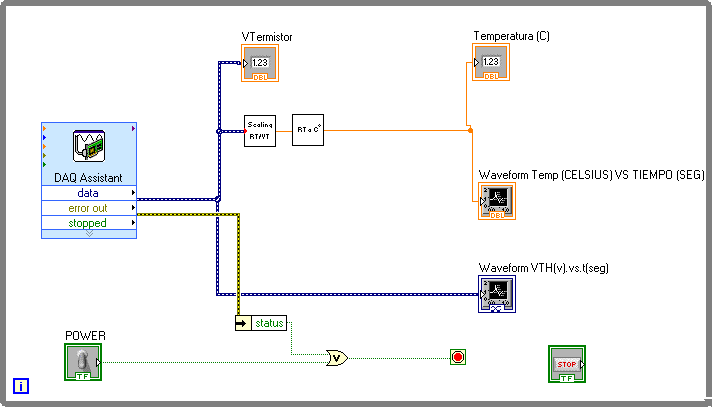 VTermistor
Temperatura (C)
1.23
DBL
1.23
DBL
Scaling
RT/VT
RT a C°
DAQ Assistant
data
error out
stopped
Waveform Temp (CELSIUS) VS TIEMPO (SEG)
DBL
Waveform VTH(v).vs.t(seg)
status
POWER
TF
V
STOP
TF
i